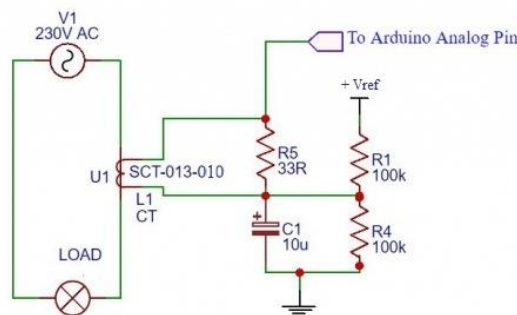 V1
230V AC
To Arduino Analog Pin
+ Vref
R5
33R
R1
100k
U1
SCT-013-010
L1
CT
+
C1
10u
R4
100k
LOAD